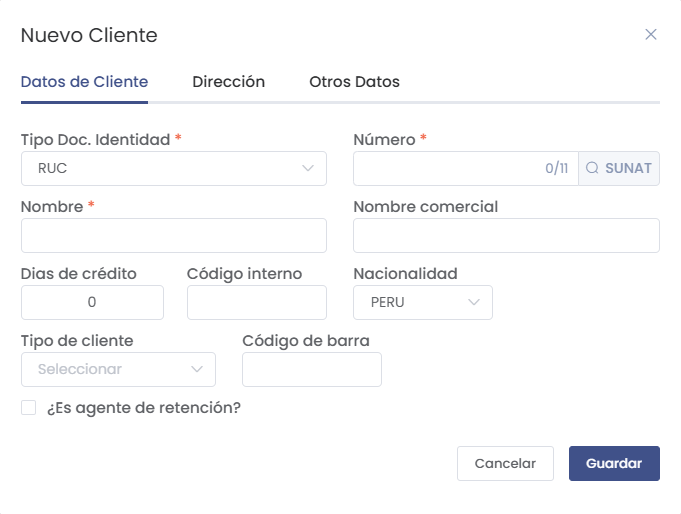 Nuevo Cliente
Datos de Cliente Dirección Otros Datos
Tipo Doc. Identidad * Número *
RUC 0/11 SUNAT
Nombre * Nombre comercial
Dias de crédito Código interno Nacionalidad
0 PERU
Tipo de cliente Código de barra
Seleccionar
¿Es agente de retención?
Cancelar Guardar